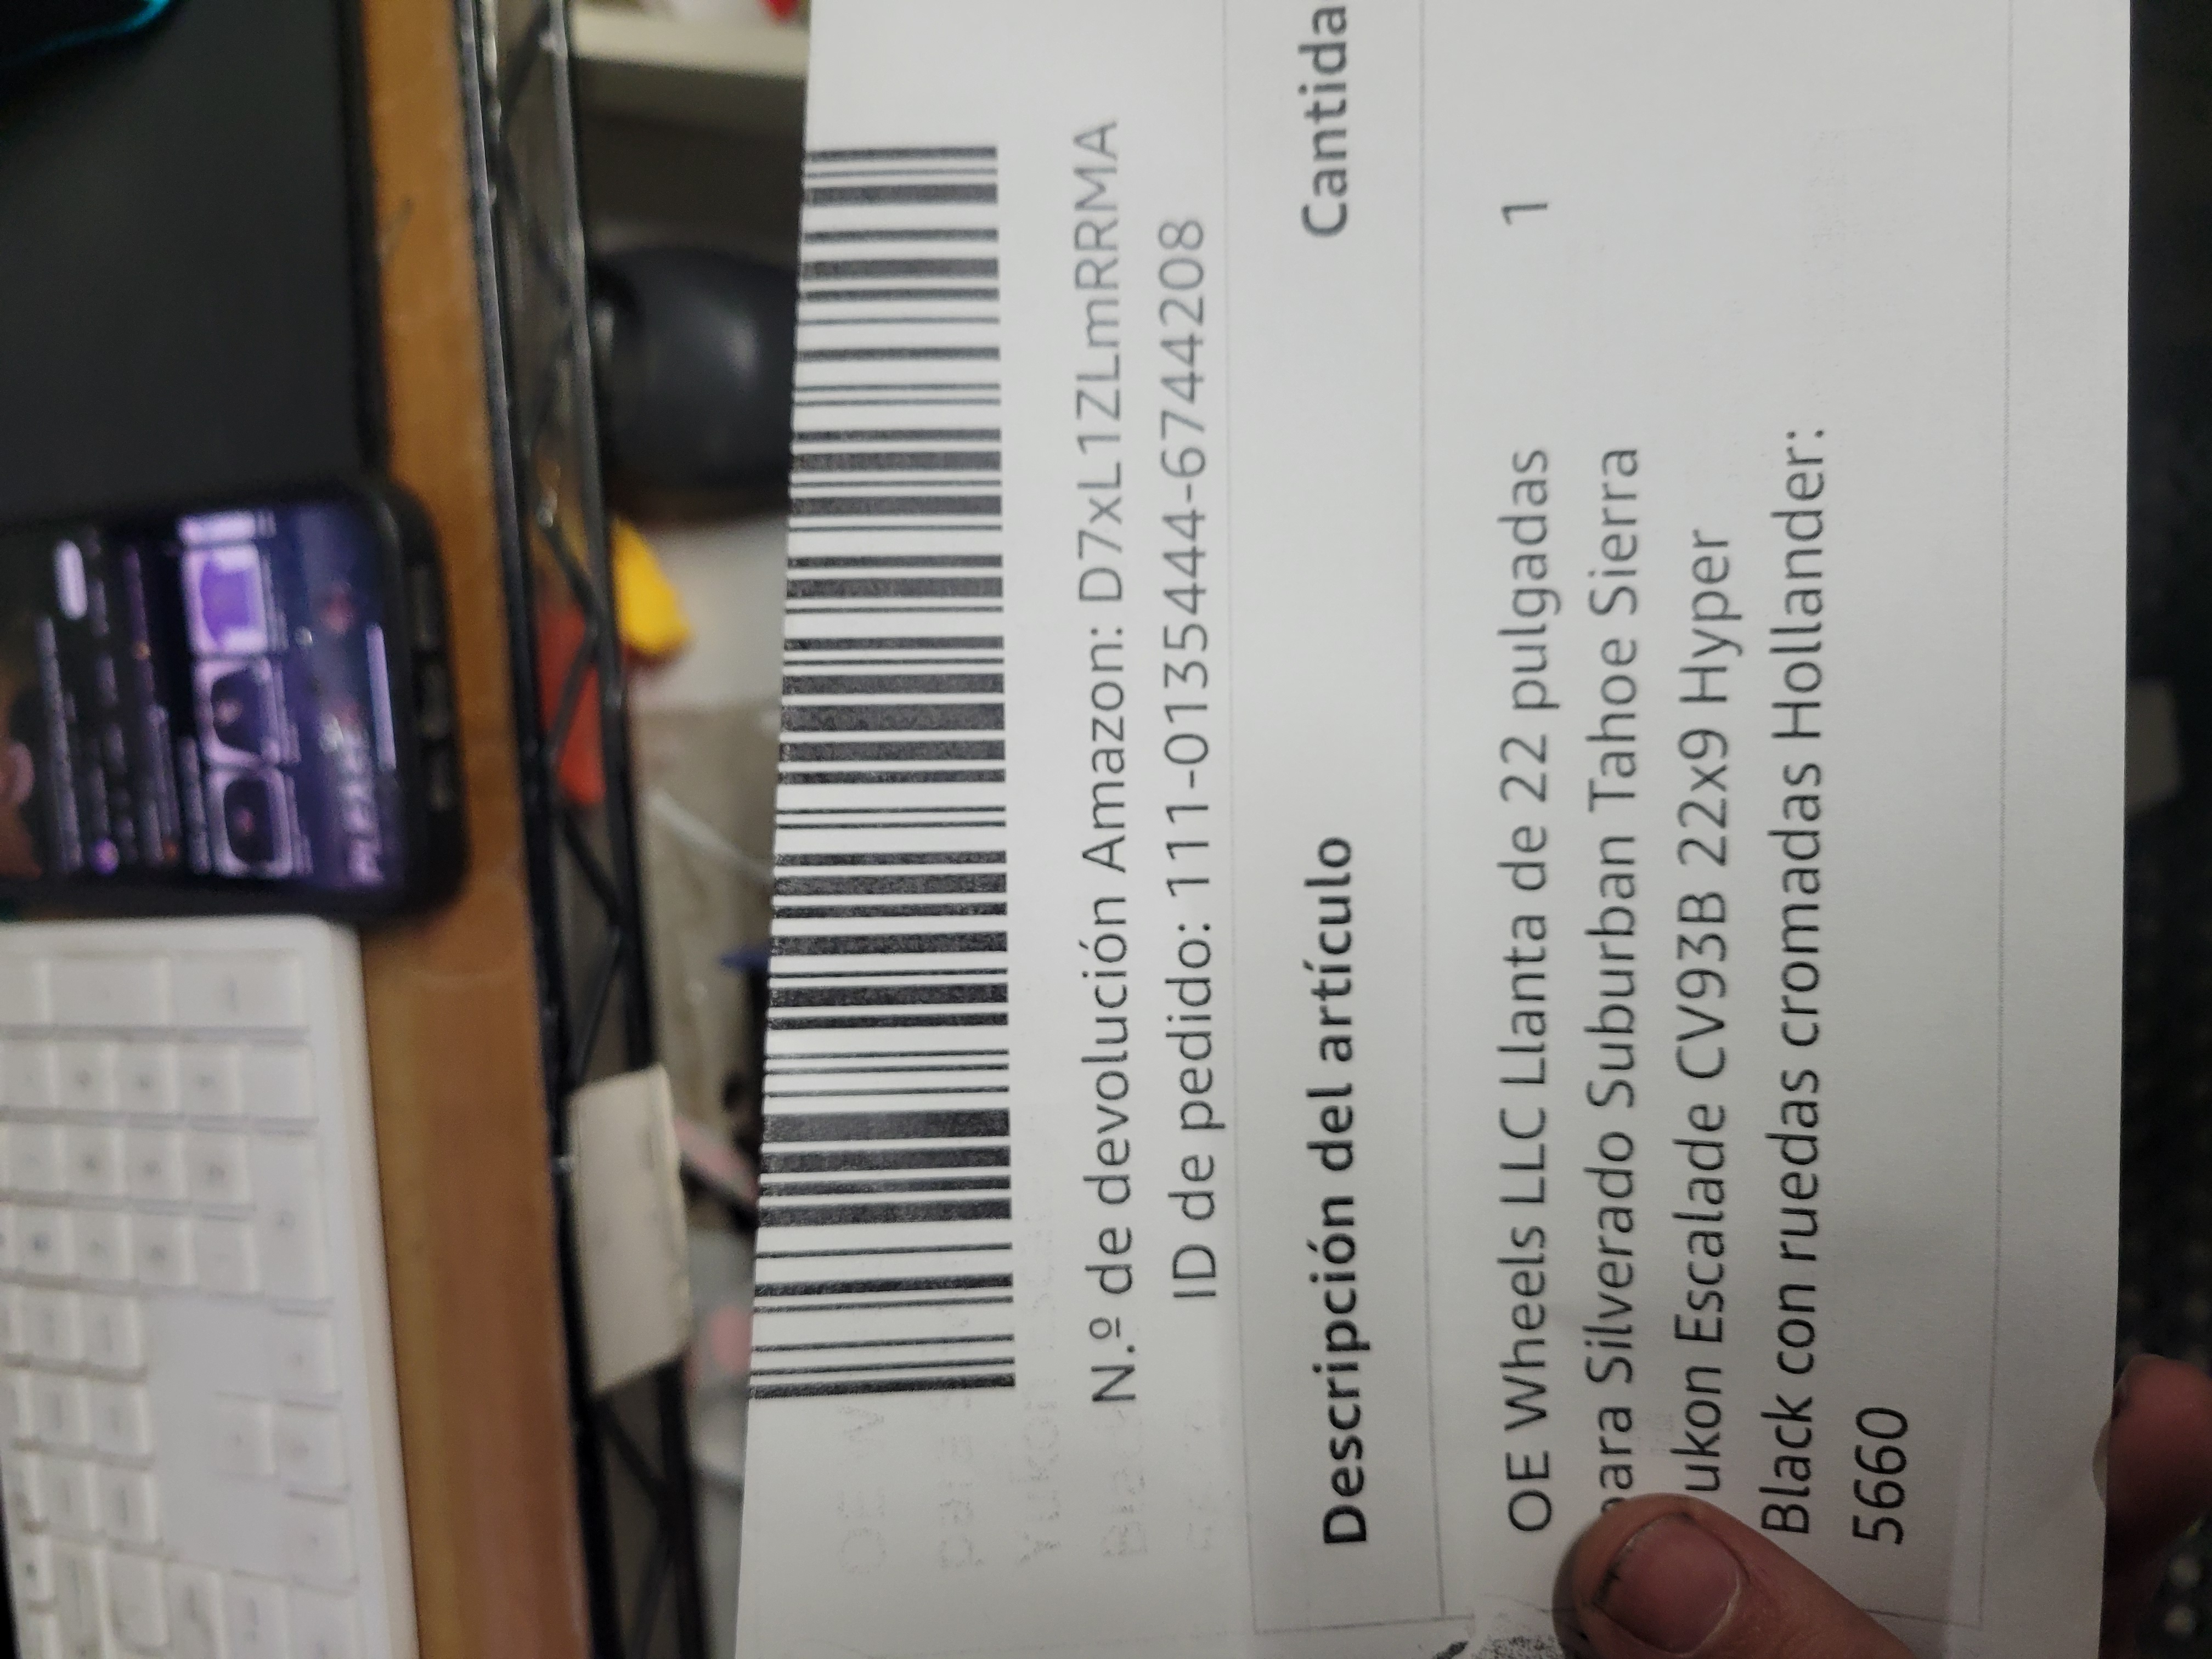 N.º de devolución Amazon: D7xL1ZLmRRMA
ID de pedido: 111-0135444-6744208
Descripción del artículo Cantida
OE Wheels LLC Llanta de 22 pulgadas 1
para Silverado Suburban Tahoe Sierra
ukon Escalade CV93B 22x9 Hyper
Black con ruedas cromadas Hollander:
5660